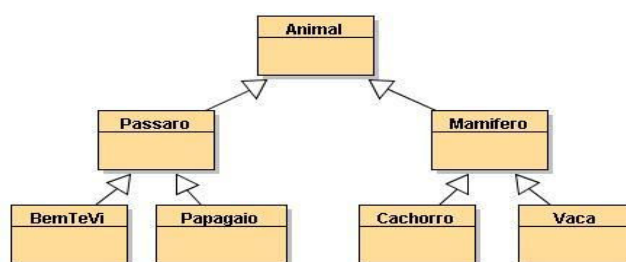 Animal
Passaro
Mamifero
BemTeVi
Papagaio
Cachorro
Vaca